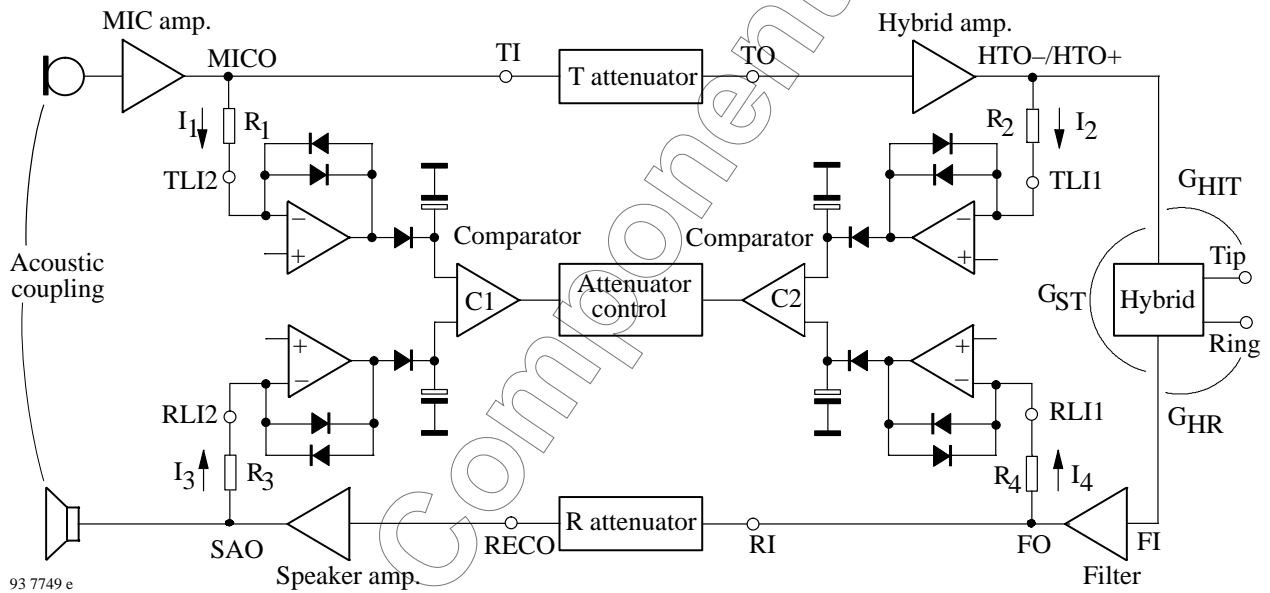 MIC amp.
Hybrid amp.
MICO
TI
TO
HTO–/HTO+
T attenuator
I1
R1
R2
I2
TLI2
TLI1
GHIT
–
+
–
+
Comparator
Comparator
Acoustic
coupling
C1
Attenuator
control
C2
GST
Hybrid
Tip
Ring
+
–
+
–
RLI2
RLI1
GHR
I3
R3
R4
I4
R attenuator
SAO
RECO
RI
FO
FI
Speaker amp.
Filter
93 7749 e
Component